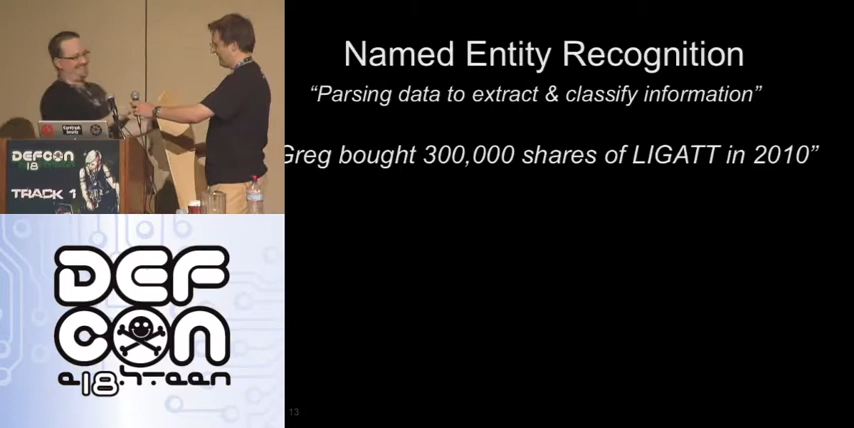 Named Entity Recognition
“Parsing data to extract & classify information”
Greg bought 300,000 shares of LIGATT in 2010”
13
DEFCON
18
TRACK 1
DEF
CON
e18hteen